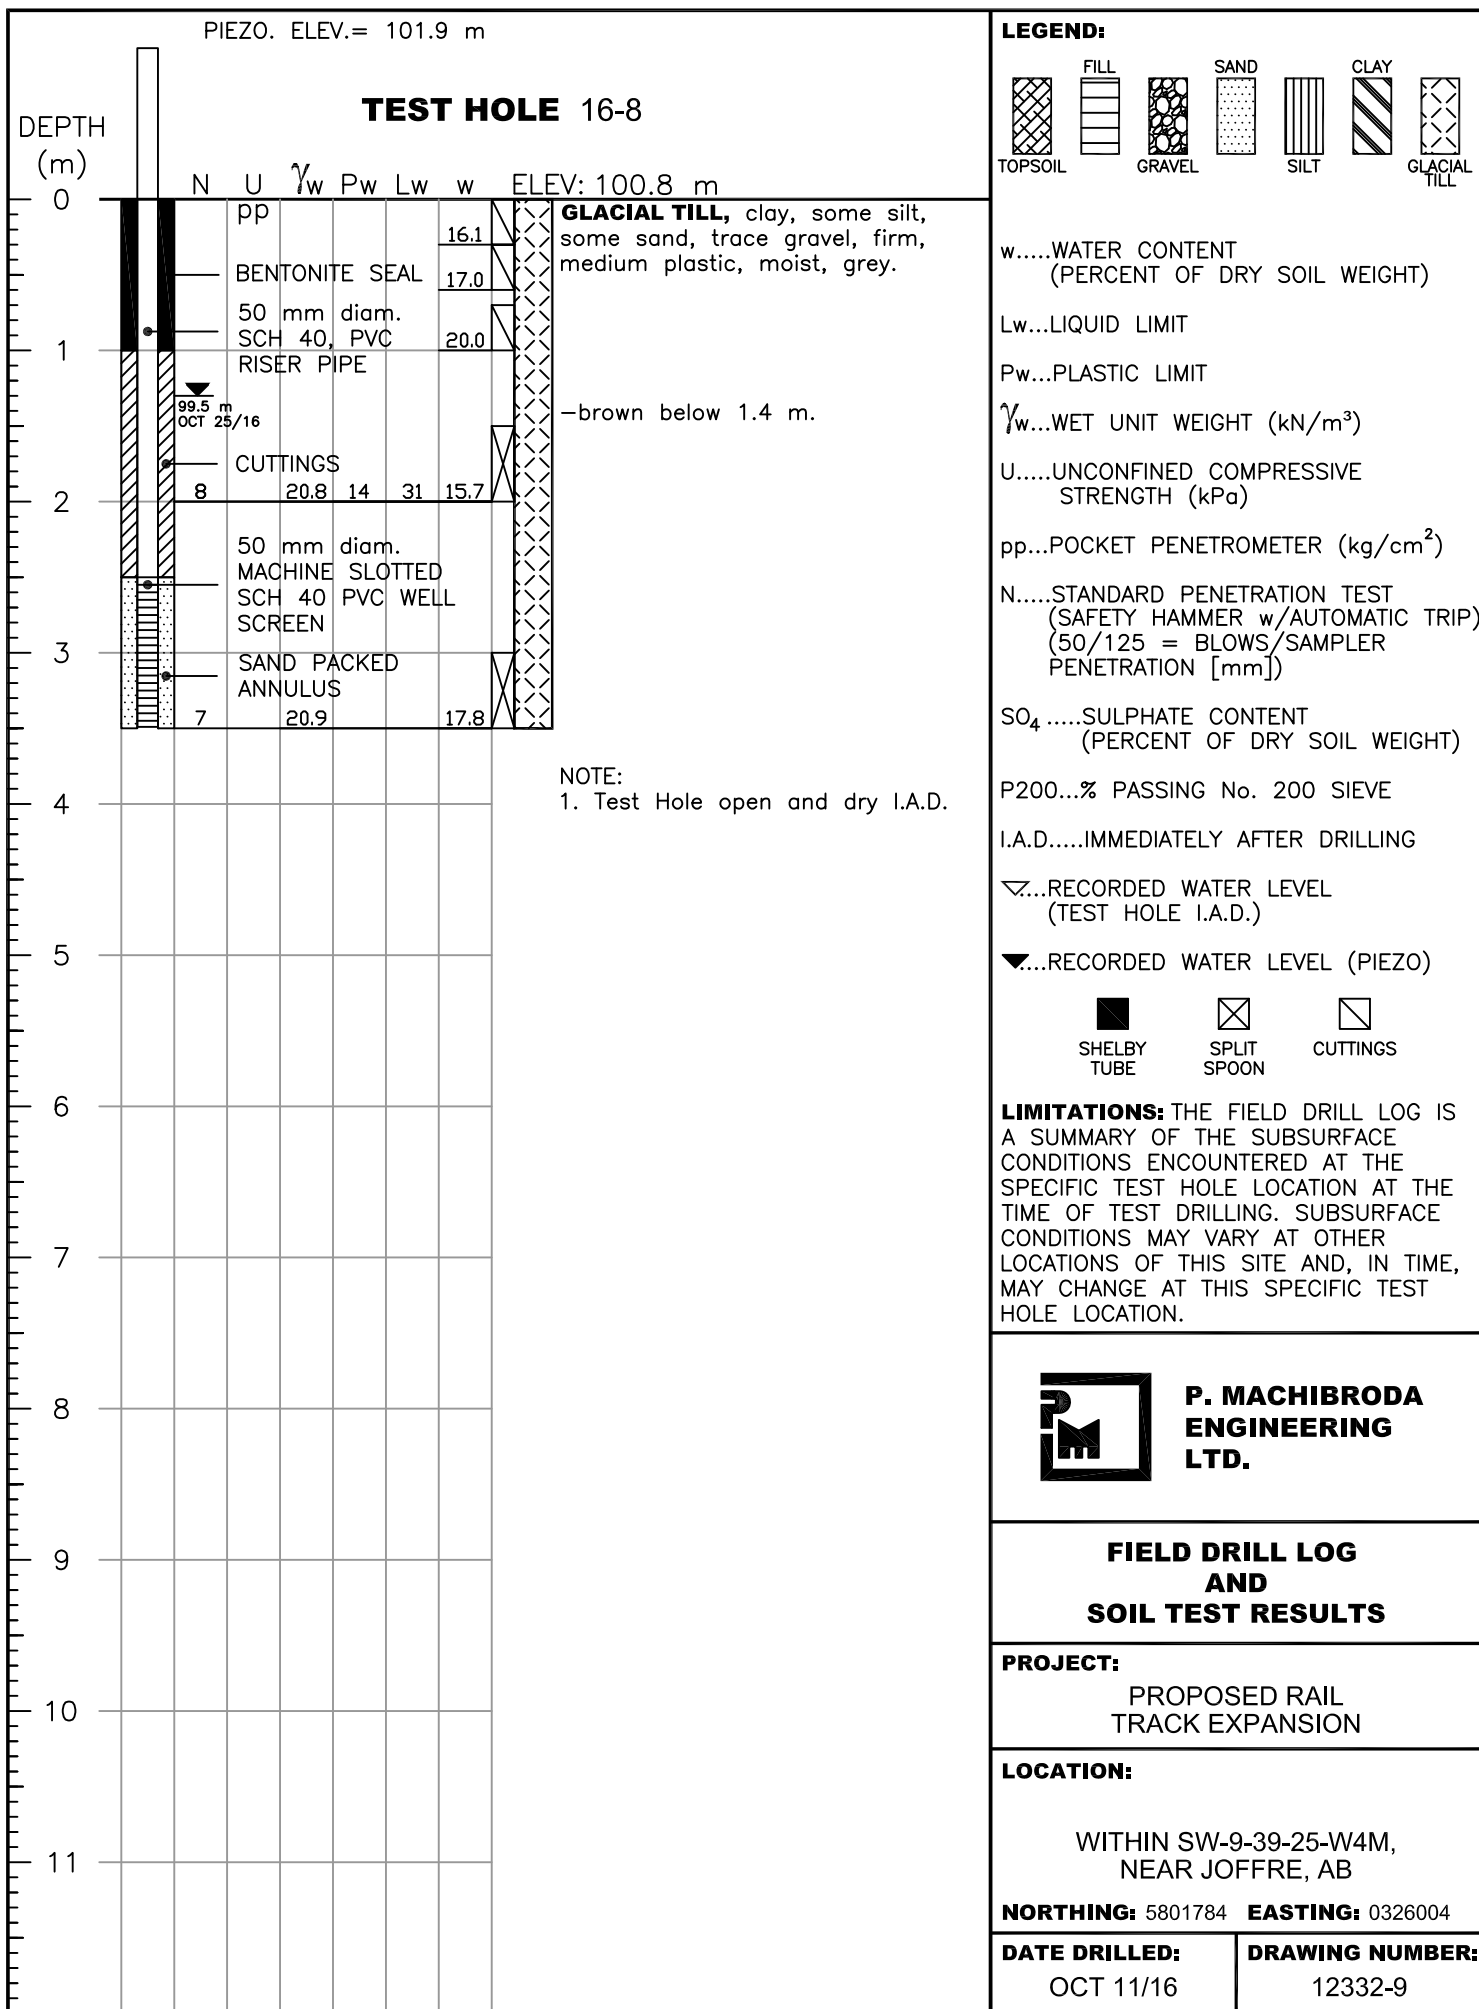 PIEZO. ELEV.= 101.9 m
TEST HOLE 16-8
DEPTH
(m)
N U γw Pw Lw w ELEV: 100.8 m
pp
0
GLACIAL TILL, clay, some silt,
some sand, trace gravel, firm,
medium plastic, moist, grey.
16.1
BENTONITE SEAL
17.0
50 mm diam.
SCH 40, PVC
RISER PIPE
20.0
1
99.5 m
OCT 25/16
-brown below 1.4 m.
CUTTINGS
8 20.8 14 31 15.7
2
50 mm diam.
MACHINE SLOTTED
SCH 40 PVC WELL
SCREEN
3
SAND PACKED
ANNULUS
7 20.9 17.8
NOTE:
1. Test Hole open and dry I.A.D.
4
5
6
7
8
9
10
11
LEGEND:
FILL SAND CLAY
TOPSOIL GRAVEL SILT GLACIAL
TILL
w.....WATER CONTENT
(PERCENT OF DRY SOIL WEIGHT)
Lw...LIQUID LIMIT
Pw...PLASTIC LIMIT
γw...WET UNIT WEIGHT (kN/m³)
U.....UNCONFINED COMPRESSIVE
STRENGTH (kPa)
pp...POCKET PENETROMETER (kg/cm²)
N.....STANDARD PENETRATION TEST
(SAFETY HAMMER w/AUTOMATIC TRIP)
(50/125 = BLOWS/SAMPLER
PENETRATION [mm])
SO₄ .....SULPHATE CONTENT
(PERCENT OF DRY SOIL WEIGHT)
P200...% PASSING No. 200 SIEVE
I.A.D.....IMMEDIATELY AFTER DRILLING
....RECORDED WATER LEVEL
(TEST HOLE I.A.D.)
....RECORDED WATER LEVEL (PIEZO)
SHELBY
TUBE
SPLIT
SPOON
CUTTINGS
LIMITATIONS: THE FIELD DRILL LOG IS
A SUMMARY OF THE SUBSURFACE
CONDITIONS ENCOUNTERED AT THE
SPECIFIC TEST HOLE LOCATION AT THE
TIME OF TEST DRILLING. SUBSURFACE
CONDITIONS MAY VARY AT OTHER
LOCATIONS OF THIS SITE AND, IN TIME,
MAY CHANGE AT THIS SPECIFIC TEST
HOLE LOCATION.
P. MACHIBRODA
ENGINEERING
LTD.
FIELD DRILL LOG
AND
SOIL TEST RESULTS
PROJECT:
PROPOSED RAIL
TRACK EXPANSION
LOCATION:
WITHIN SW-9-39-25-W4M,
NEAR JOFFRE, AB
NORTHING: 5801784 EASTING: 0326004
DATE DRILLED:
OCT 11/16
DRAWING NUMBER:
12332-9